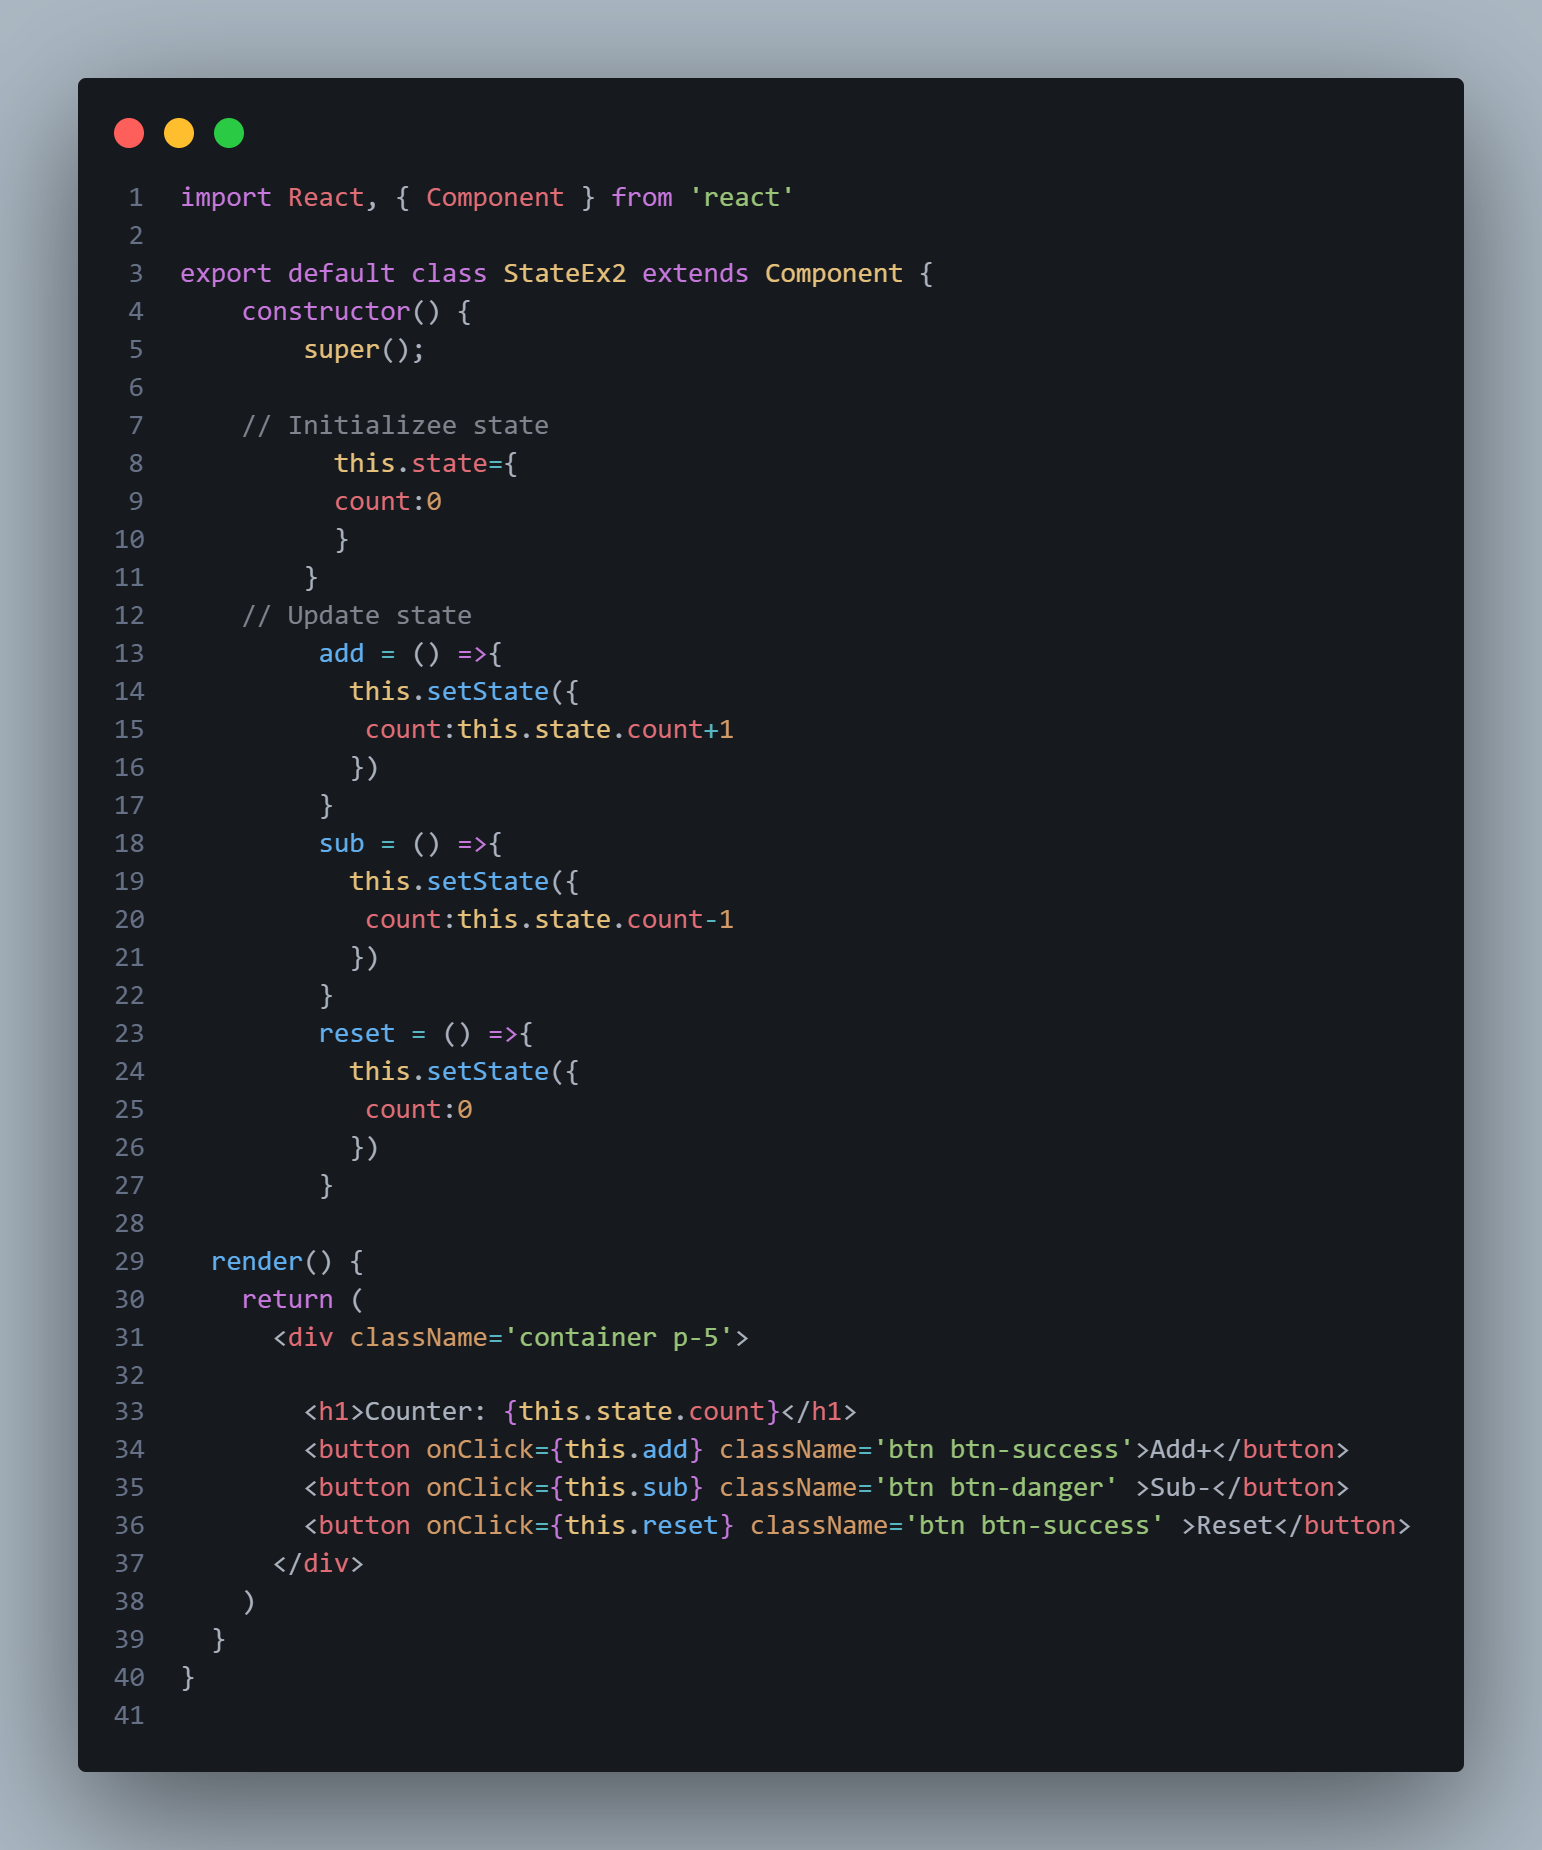 1 import React, { Component } from 'react'
2
3 export default class StateEx2 extends Component {
4     constructor() {
5         super();
6
7     // Initializee state
8           this.state={
9           count:0
10           }
11         }
12     // Update state
13          add = () =>{
14            this.setState({
15             count:this.state.count+1
16            })
17          }
18          sub = () =>{
19            this.setState({
20             count:this.state.count-1
21            })
22          }
23          reset = () =>{
24            this.setState({
25             count:0
26            })
27          }
28
29   render() {
30     return (
31       <div className='container p-5'>
32
33         <h1>Counter: {this.state.count}</h1>
34         <button onClick={this.add} className='btn btn-success'>Add+</button>
35         <button onClick={this.sub} className='btn btn-danger' >Sub-</button>
36         <button onClick={this.reset} className='btn btn-success' >Reset</button>
37       </div>
38     )
39   }
40 }
41